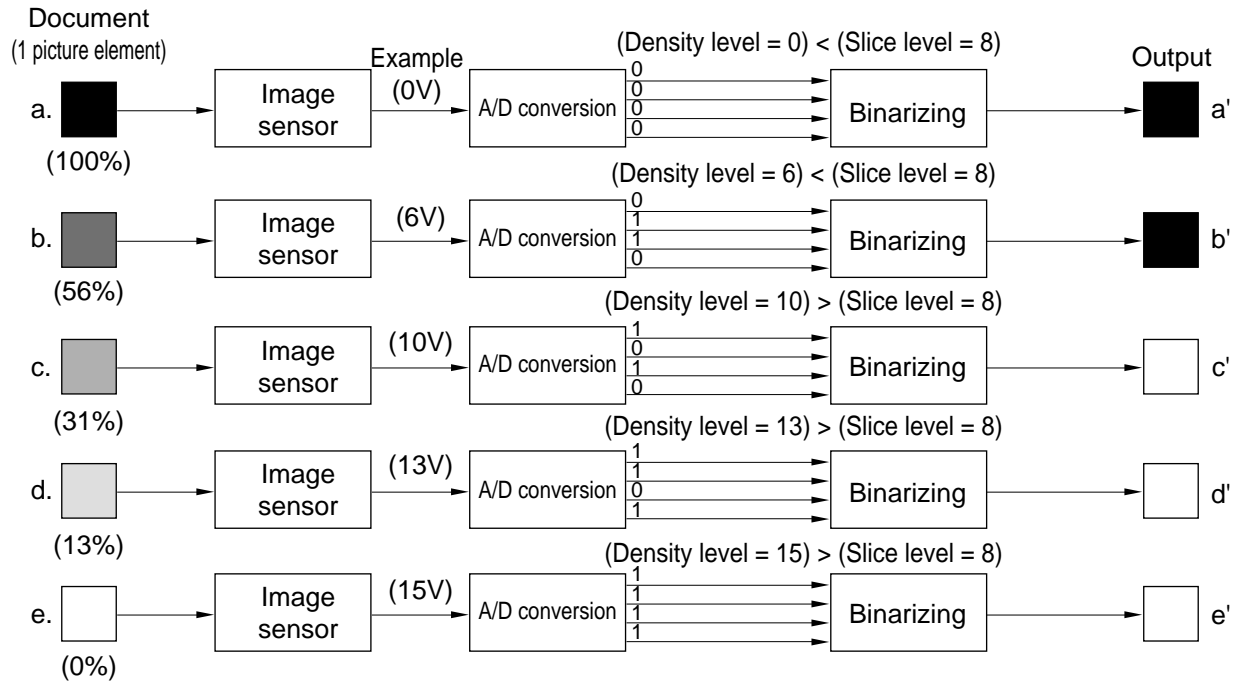 Document
(1 picture element)
Example
(Density level = 0) < (Slice level = 8)
Output
a.
Image
sensor
(0V)
A/D conversion
0
0
0
0
Binarizing
a'
(100%)
(Density level = 6) < (Slice level = 8)
b.
Image
sensor
(6V)
A/D conversion
0
1
1
0
Binarizing
b'
(56%)
(Density level = 10) > (Slice level = 8)
c.
Image
sensor
(10V)
A/D conversion
1
0
1
0
Binarizing
c'
(31%)
(Density level = 13) > (Slice level = 8)
d.
Image
sensor
(13V)
A/D conversion
1
1
0
1
Binarizing
d'
(13%)
(Density level = 15) > (Slice level = 8)
e.
Image
sensor
(15V)
A/D conversion
1
1
1
1
Binarizing
e'
(0%)